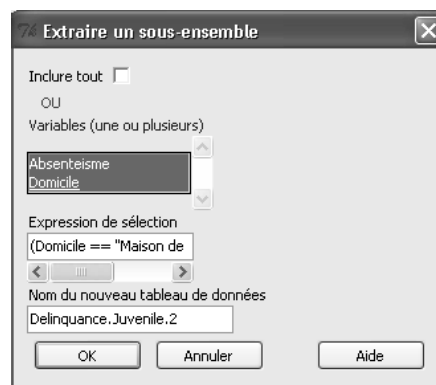 Extraire un sous-ensemble
Inclure tout
OU
Variables (une ou plusieurs)
Absenteisme
Domicile
Expression de sélection
(Domicile == "Maison de
Nom du nouveau tableau de données
Delinquance.Juvenile.2
OK Annuler Aide